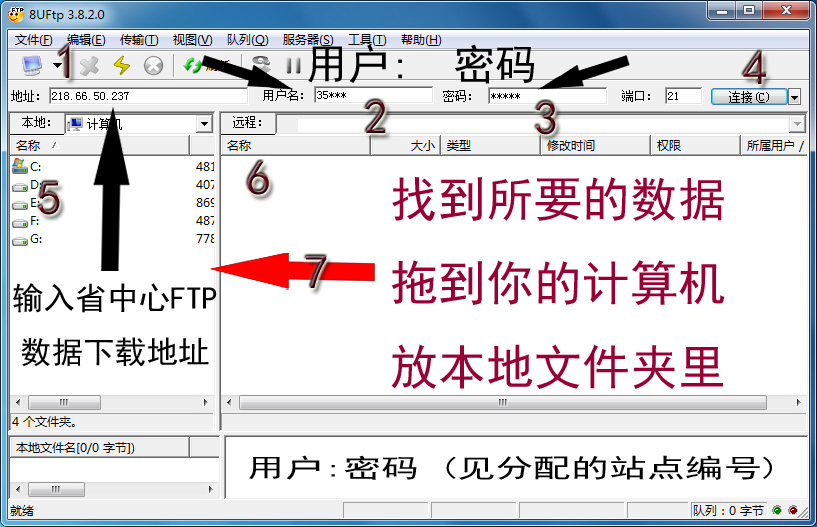 8UFtp 3.8.2.0
文件(F) 编辑(E) 传输(T) 视图(V) 队列(Q) 服务器(S) 工具(T) 帮助(H)
1 用户： 密码 4
地址: 218.66.50.237 用户名: 35*** 密码: ***** 端口: 21 连接(C)
本地: 计算机 远程: 2 3
名称 名称 大小 类型 修改时间 权限 所属用户 /
C: 481
D: 407
E: 869
F: 487
G: 778
5 6
找到所要的数据
7
拖到你的计算机
放本地文件夹里
输入省中心FTP
数据下载地址
4 个文件夹。
本地文件名[0/0 字节])
用户:密码（见分配的站点编号）
就绪 队列：0 字节